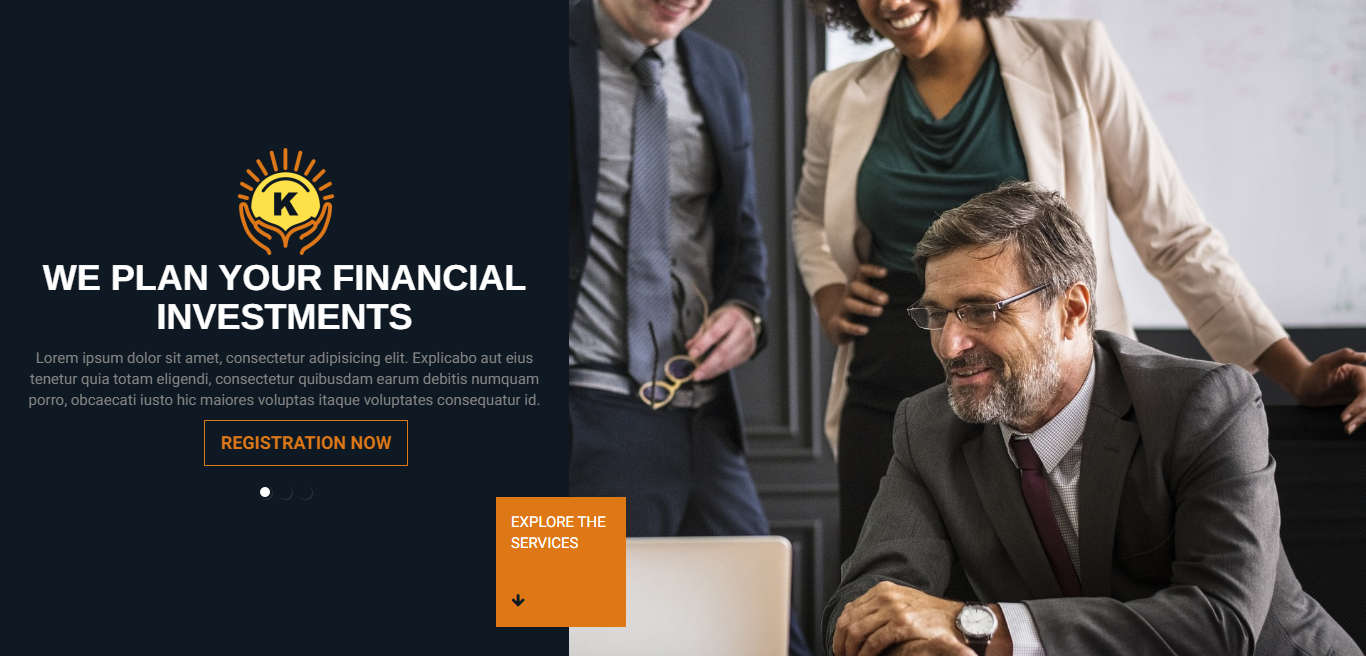 K
WE PLAN YOUR FINANCIAL
INVESTMENTS
Lorem ipsum dolor sit amet, consectetur adipisicing elit. Explicabo aut eius
tenetur quia totam eligendi, consectetur quibusdam earum debitis numquam
porro, obcaecati iusto hic maiores voluptas itaque voluptates consequatur id.
REGISTRATION NOW
EXPLORE THE
SERVICES